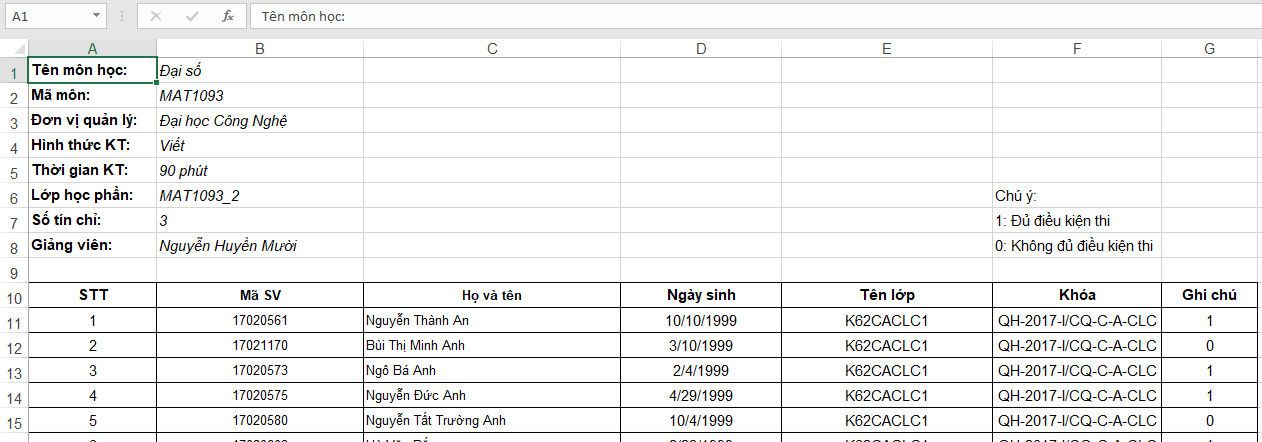 A1 fx Tên môn học:
A B C D E F G
1 Tên môn học: Đại số
2 Mã môn: MAT1093
3 Đơn vị quản lý: Đại học Công Nghệ
4 Hình thức KT: Viết
5 Thời gian KT: 90 phút
6 Lớp học phần: MAT1093_2 Chú ý:
7 Số tín chỉ: 3 1: Đủ điều kiện thi
8 Giảng viên: Nguyễn Huyền Mười 0: Không đủ điều kiện thi
9
10 STT Mã SV Họ và tên Ngày sinh Tên lớp Khóa Ghi chú
11 1 17020561 Nguyễn Thành An 10/10/1999 K62CACLC1 QH-2017-I/CQ-C-A-CLC 1
12 2 17021170 Bùi Thị Minh Anh 3/10/1999 K62CACLC1 QH-2017-I/CQ-C-A-CLC 0
13 3 17020573 Ngô Bá Anh 2/4/1999 K62CACLC1 QH-2017-I/CQ-C-A-CLC 1
14 4 17020575 Nguyễn Đức Anh 4/29/1999 K62CACLC1 QH-2017-I/CQ-C-A-CLC 1
15 5 17020580 Nguyễn Tất Trường Anh 10/4/1999 K62CACLC1 QH-2017-I/CQ-C-A-CLC 0